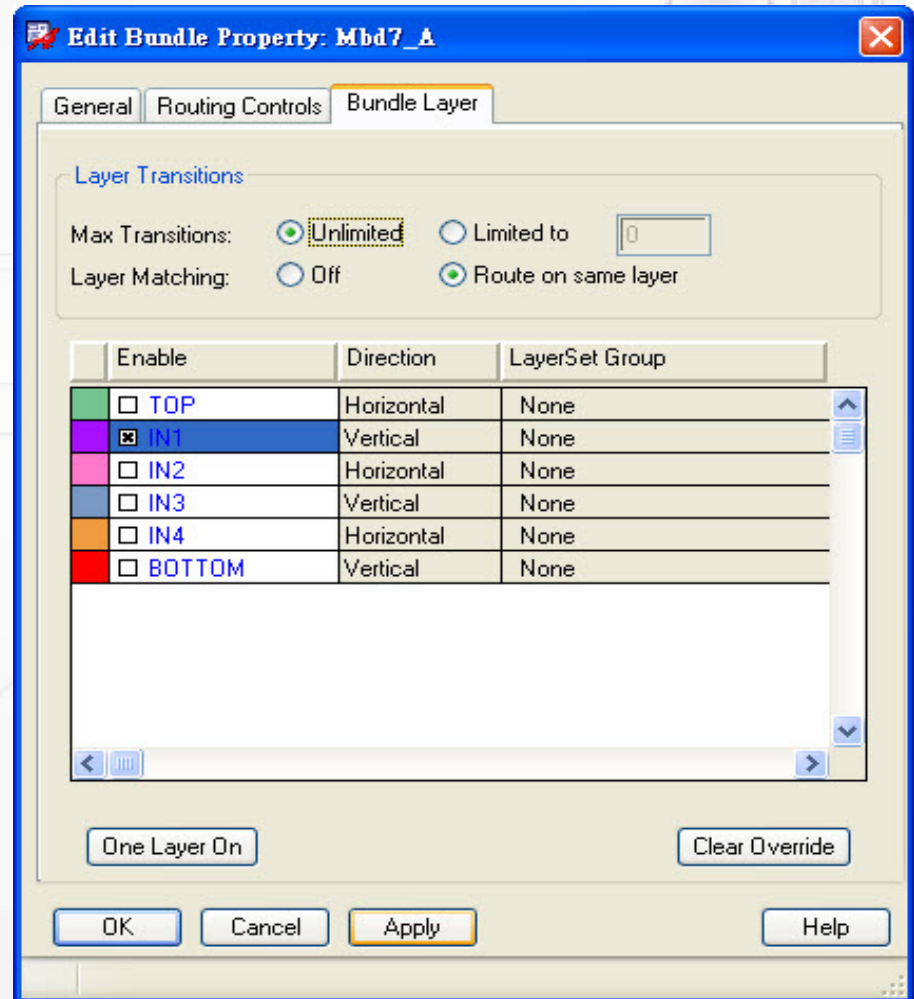 Edit Bundle Property: Mbd7_A
General Routing Controls Bundle Layer
Layer Transitions
Max Transitions: Unlimited Limited to 0
Layer Matching: Off Route on same layer
Enable Direction LayerSet Group
TOP Horizontal None
IN1 Vertical None
IN2 Horizontal None
IN3 Vertical None
IN4 Horizontal None
BOTTOM Vertical None
One Layer On Clear Override
OK Cancel Apply Help